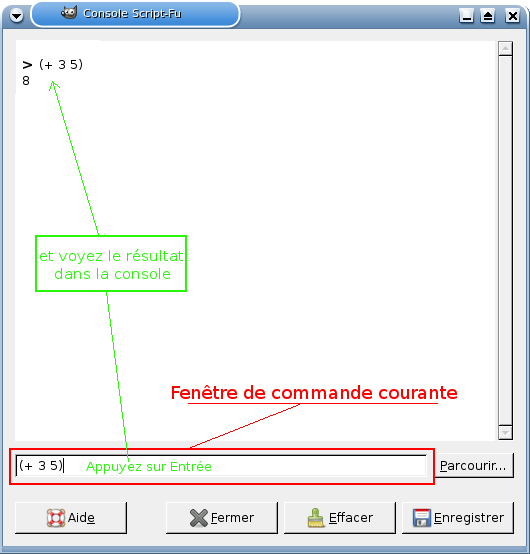 Console Script-Fu
> (+ 3 5)
8
et voyez le résultat
dans la console
Fenêtre de commande courante
(+ 3 5)
Appuyez sur Entrée
Parcourir...
Aide
Fermer
Effacer
Enregistrer